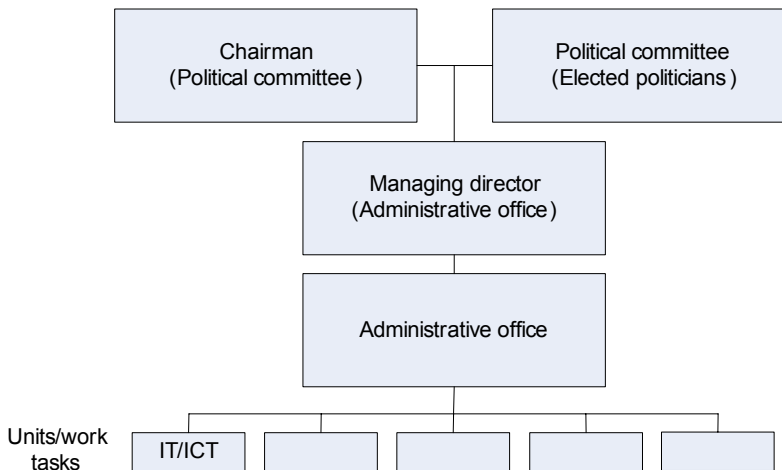 Chairman
(Political committee)
Political committee
(Elected politicians)
Managing director
(Administrative office)
Administrative office
Units/work
tasks
IT/ICT